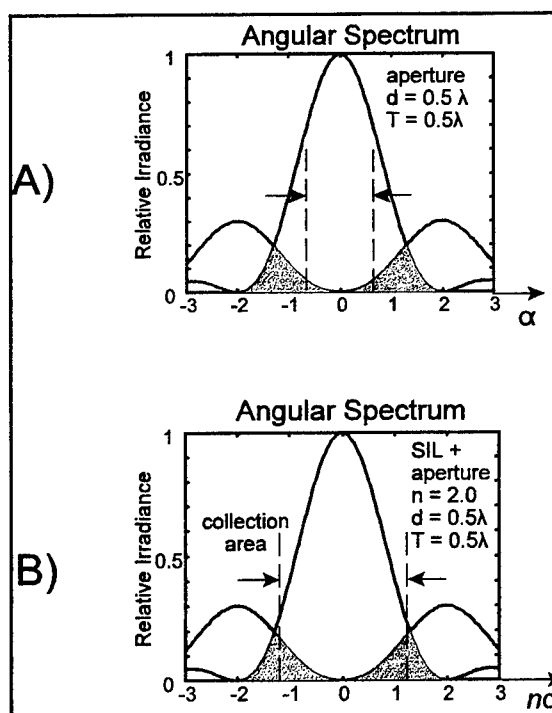 A)
Angular Spectrum
Relative Irradiance
1
0.5
0
aperture
d = 0.5 λ
T = 0.5λ
-3 -2 -1 0 1 2 3
α
B)
Angular Spectrum
Relative Irradiance
1
0.5
0
collection
area
SIL +
aperture
n = 2.0
d = 0.5λ
T = 0.5λ
-3 -2 -1 0 1 2 3